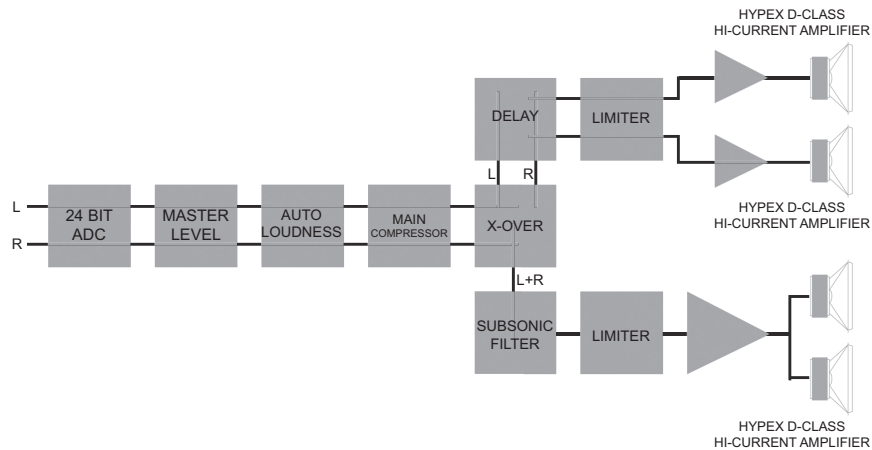 HYPEX D-CLASS
HI-CURRENT AMPLIFIER
DELAY
LIMITER
L
R
HYPEX D-CLASS
HI-CURRENT AMPLIFIER
L
R
24 BIT
ADC
MASTER
LEVEL
AUTO
LOUDNESS
MAIN
COMPRESSOR
X-OVER
L+R
SUBSONIC
FILTER
LIMITER
HYPEX D-CLASS
HI-CURRENT AMPLIFIER